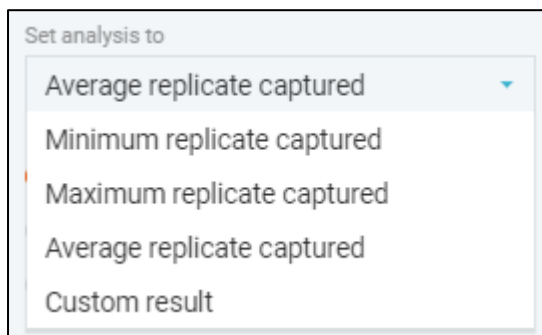 Set analysis to
Average replicate captured
Minimum replicate captured
Maximum replicate captured
Average replicate captured
Custom result